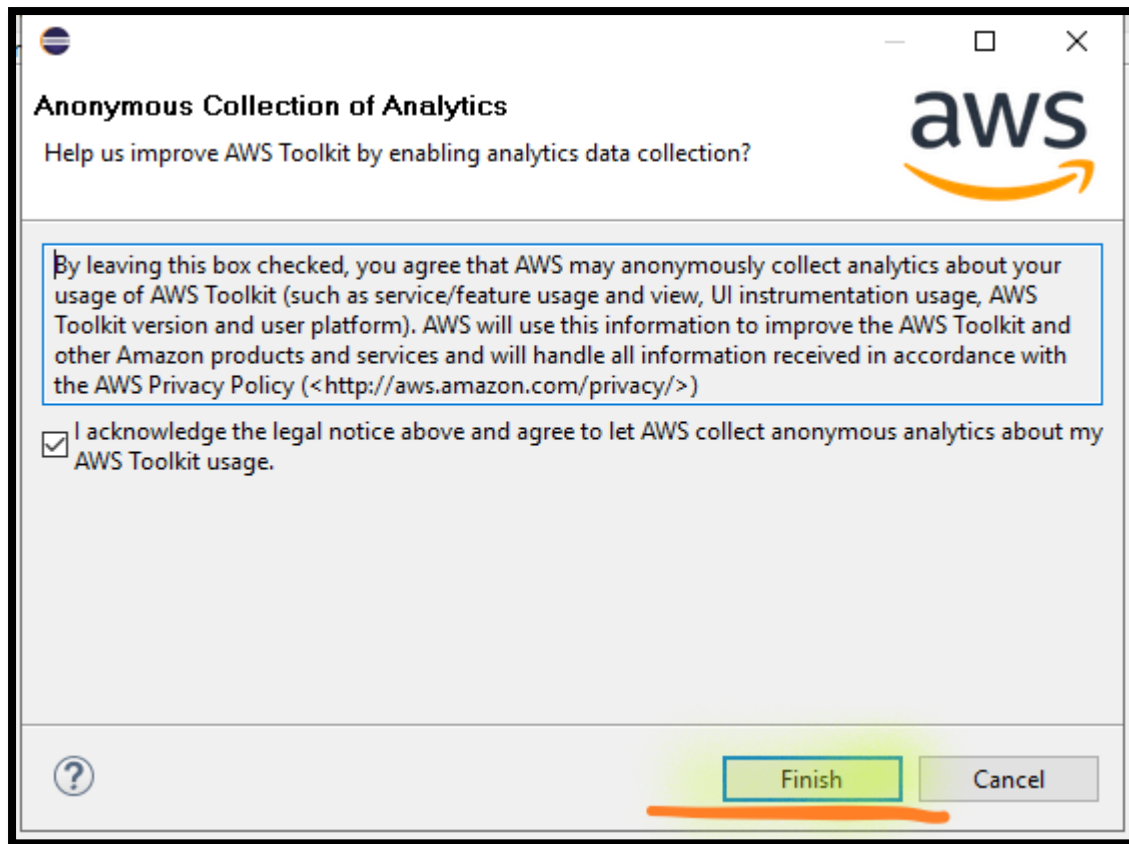 Anonymous Collection of Analytics
Help us improve AWS Toolkit by enabling analytics data collection?
aws
By leaving this box checked, you agree that AWS may anonymously collect analytics about your
usage of AWS Toolkit (such as service/feature usage and view, UI instrumentation usage, AWS
Toolkit version and user platform). AWS will use this information to improve the AWS Toolkit and
other Amazon products and services and will handle all information received in accordance with
the AWS Privacy Policy (<http://aws.amazon.com/privacy/>)
I acknowledge the legal notice above and agree to let AWS collect anonymous analytics about my
AWS Toolkit usage.
?
Finish
Cancel